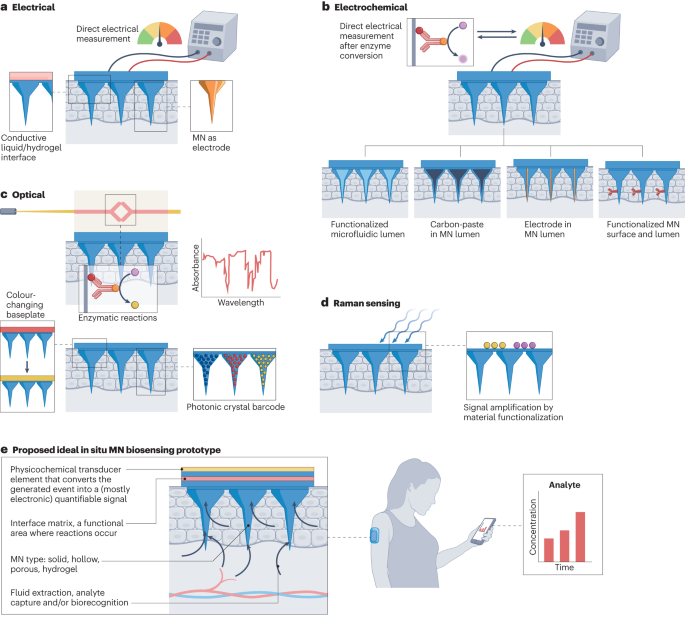 a Electrical
Direct electrical
measurement
Conductive
liquid/hydrogel
interface
MN as
electrode
b Electrochemical
Direct electrical
measurement
after enzyme
conversion
Functionalized
microfluidic lumen
Carbon-paste
in MN lumen
Electrode in
MN lumen
Functionalized MN
surface and lumen
c Optical
Enzymatic reactions
Absorbance
Wavelength
Colour-
changing
baseplate
Photonic crystal barcode
d Raman sensing
Signal amplification by
material functionalization
e Proposed ideal in situ MN biosensing prototype
Physicochemical transducer
element that converts the
generated event into a (mostly
electronic) quantifiable signal
Interface matrix, a functional
area where reactions occur
MN type: solid, hollow,
porous, hydrogel
Fluid extraction, analyte
capture and/or biorecognition
Analyte
Concentration
Time